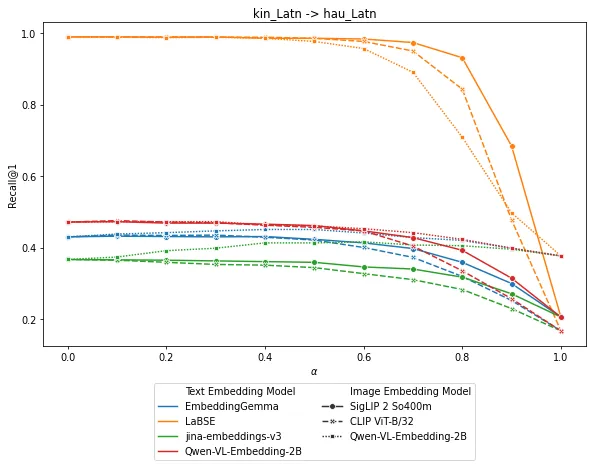 kin_Latn -> hau_Latn
1.0
0.8
0.6
0.4
0.2
Recall@1
0.0 0.2 0.4 0.6 0.8 1.0
α
Text Embedding Model Image Embedding Model
EmbeddingGemma SigLIP 2 So400m
LaBSE CLIP ViT-B/32
jina-embeddings-v3 Qwen-VL-Embedding-2B
Qwen-VL-Embedding-2B